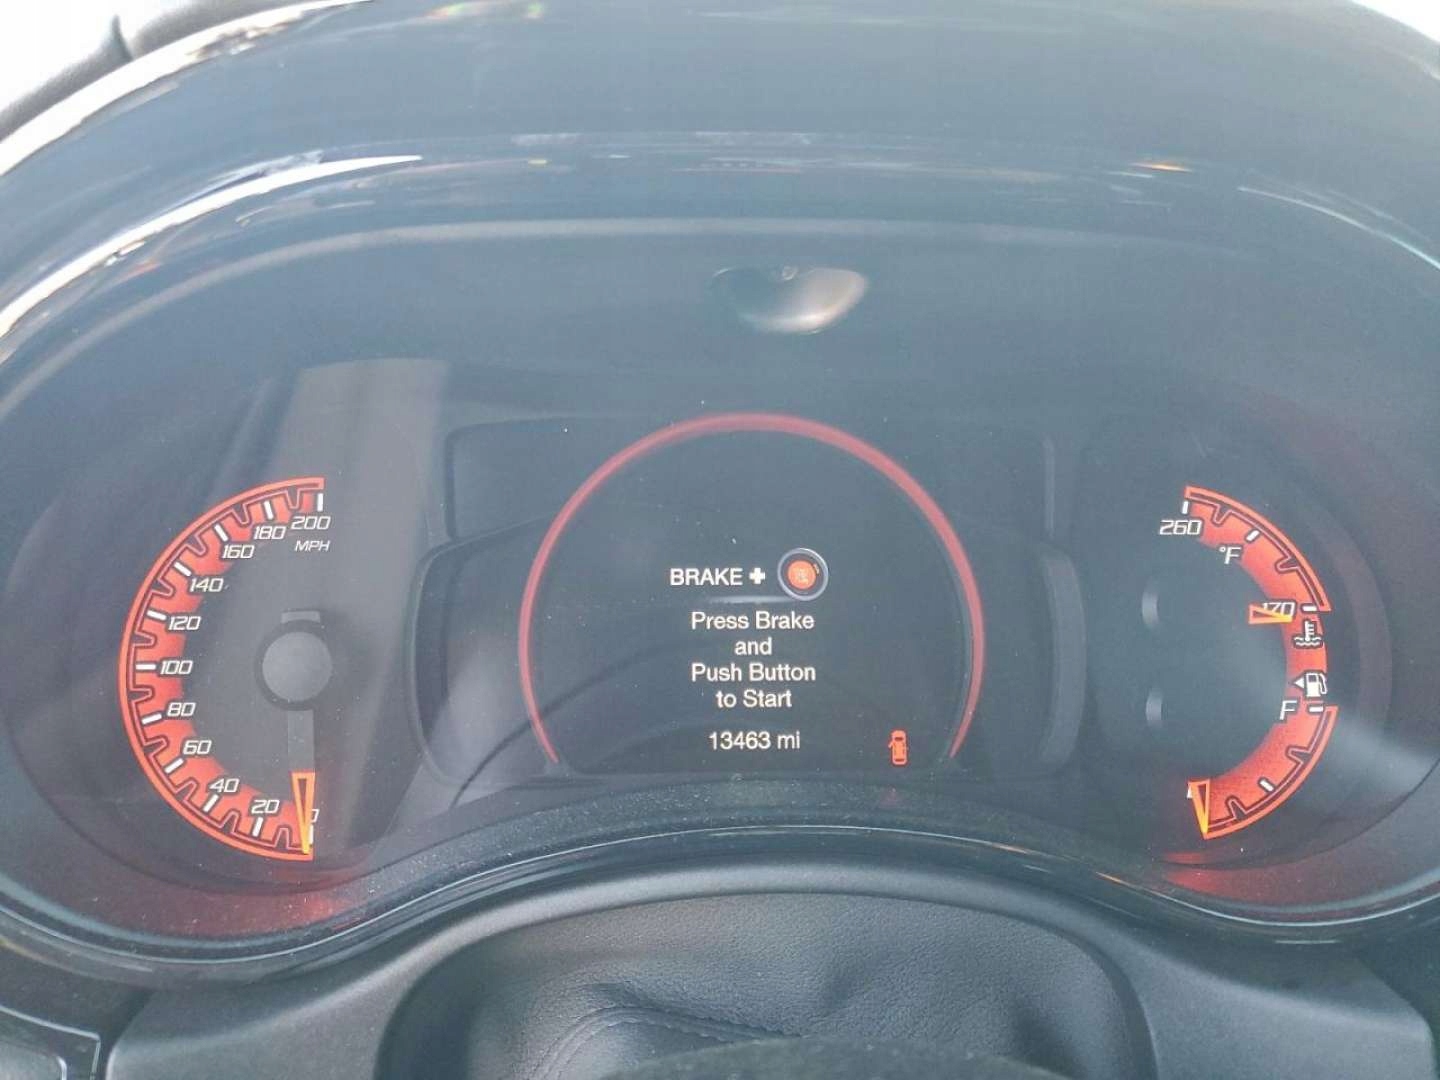 200
180
MPH
160
140
120
100
80
60
40
20
BRAKE +
Press Brake
and
Push Button
to Start
13463 mi
260
°F
170
F